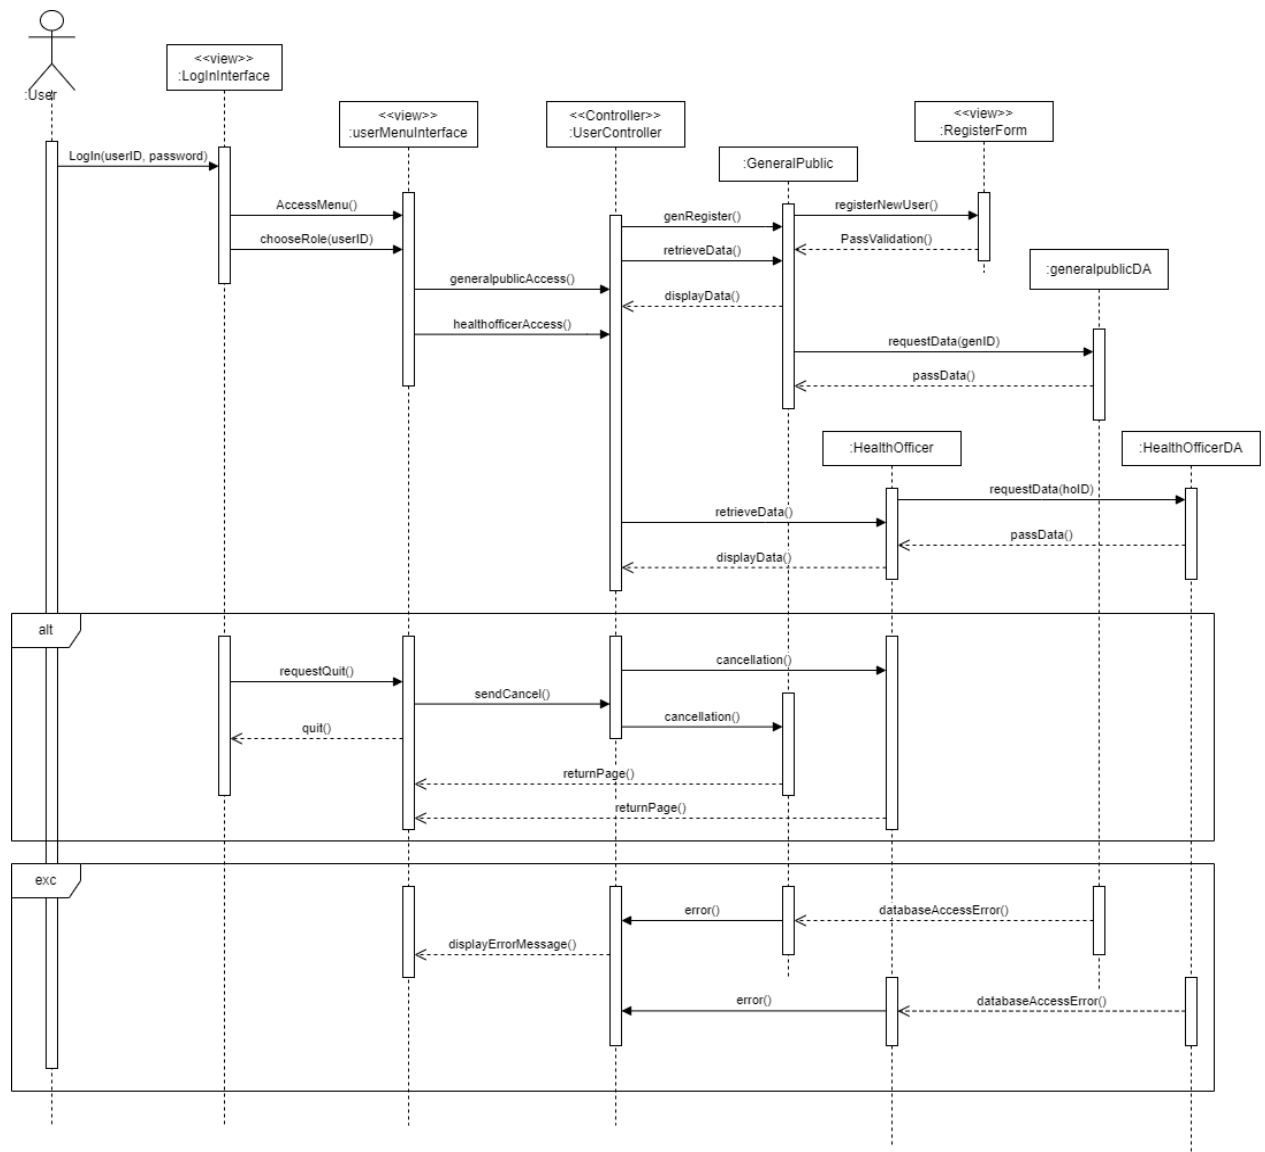 <<view>>
:LogInInterface
:User
<<view>>
:userMenuInterface
<<Controller>>
:UserController
<<view>>
:RegisterForm
:GeneralPublic
LogIn(userID, password)
AccessMenu()
genRegister()
registerNewUser()
chooseRole(userID)
retrieveData()
PassValidation()
:generalpublicDA
generalpublicAccess()
displayData()
healthofficerAccess()
requestData(genID)
passData()
:HealthOfficer
:HealthOfficerDA
requestData(hoID)
retrieveData()
passData()
displayData()
alt
requestQuit()
cancellation()
sendCancel()
cancellation()
quit()
returnPage()
returnPage()
exc
error()
databaseAccessError()
displayErrorMessage()
error()
databaseAccessError()